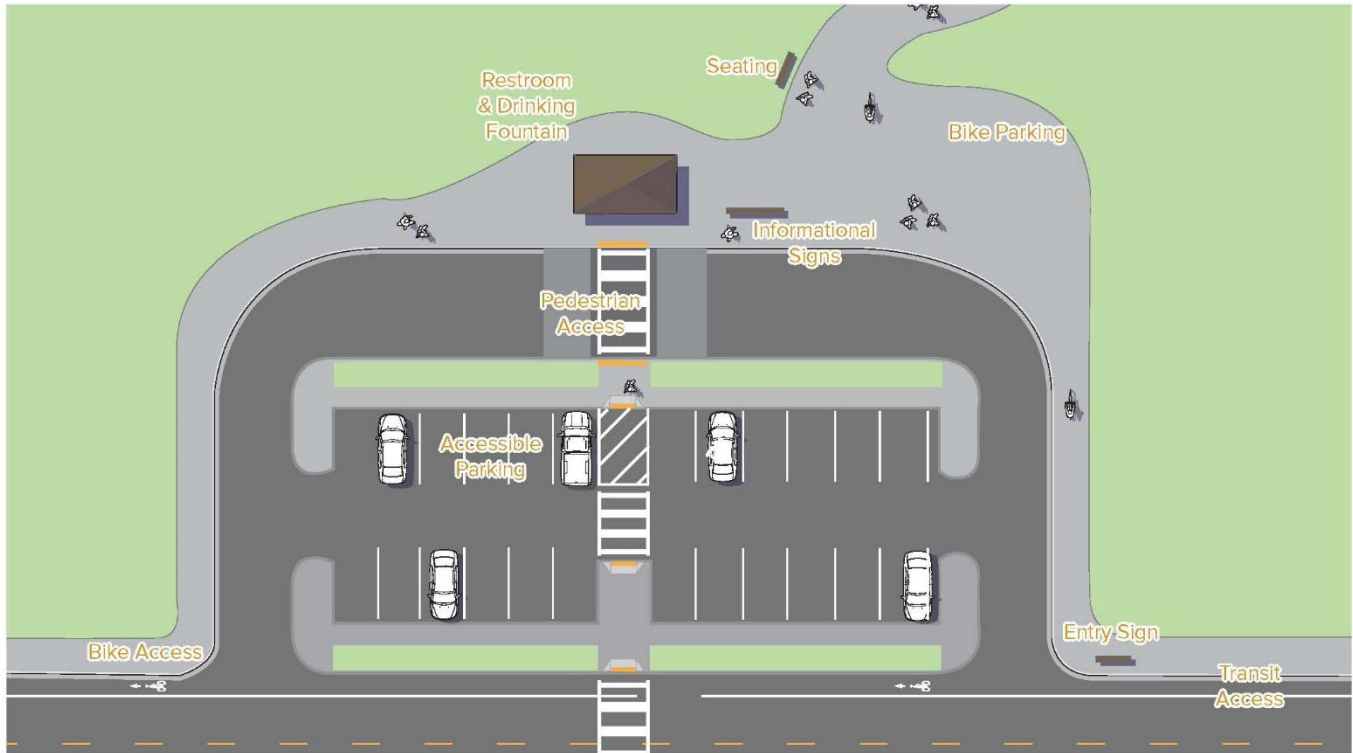 Seating
Restroom
& Drinking
Fountain
Bike Parking
Informational
Signs
Pedestrian
Access
Accessible
Parking
Entry Sign
Bike Access
Transit
Access